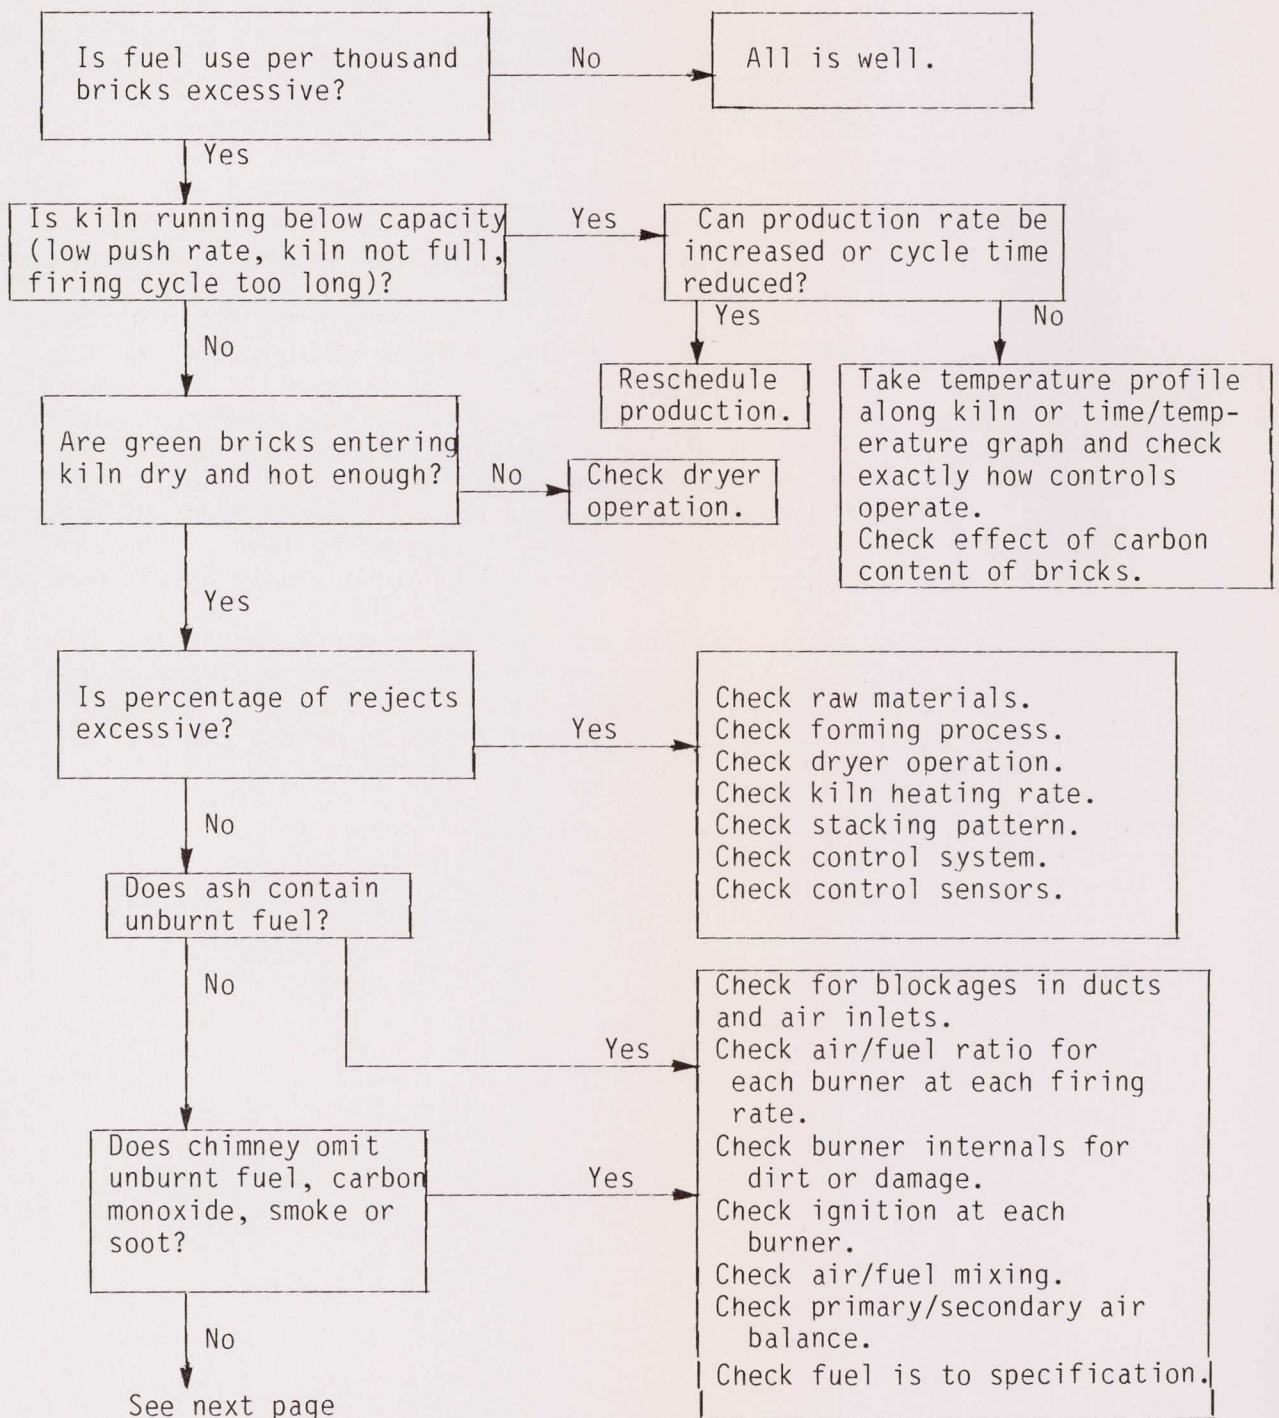 Is fuel use per thousand
bricks excessive?
No
All is well.
Yes
Is kiln running below capacity
(low push rate, kiln not full,
firing cycle too long)?
Yes
Can production rate be
increased or cycle time
reduced?
Yes
No
No
Reschedule
production.
Take temperature profile
along kiln or time/temp-
erature graph and check
exactly how controls
operate.
Check effect of carbon
content of bricks.
Are green bricks entering
kiln dry and hot enough?
No
Check dryer
operation.
Yes
Is percentage of rejects
excessive?
Yes
Check raw materials.
Check forming process.
Check dryer operation.
Check kiln heating rate.
Check stacking pattern.
Check control system.
Check control sensors.
No
Does ash contain
unburnt fuel?
No
Yes
Check for blockages in ducts
and air inlets.
Check air/fuel ratio for
each burner at each firing
rate.
Check burner internals for
dirt or damage.
Check ignition at each
burner.
Check air/fuel mixing.
Check primary/secondary air
balance.
Check fuel is to specification.
Does chimney omit
unburnt fuel, carbon
monoxide, smoke or
soot?
Yes
No
See next page